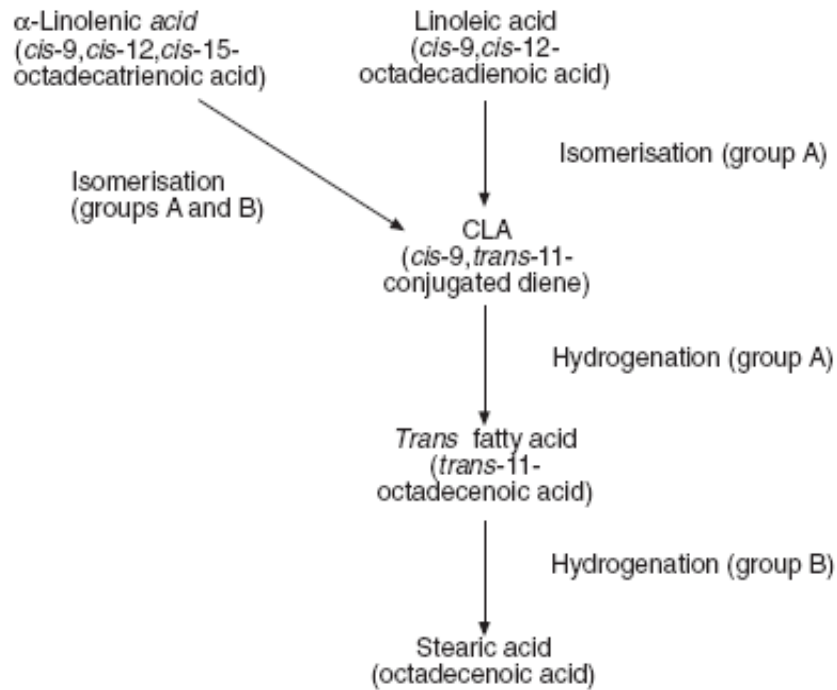 α-Linolenic acid
(cis-9,cis-12,cis-15-
octadecatrienoic acid)
Linoleic acid
(cis-9,cis-12-
octadecadienoic acid)
Isomerisation (group A)
Isomerisation
(groups A and B)
CLA
(cis-9,trans-11-
conjugated diene)
Hydrogenation (group A)
Trans fatty acid
(trans-11-
octadecenoic acid)
Hydrogenation (group B)
Stearic acid
(octadecenoic acid)